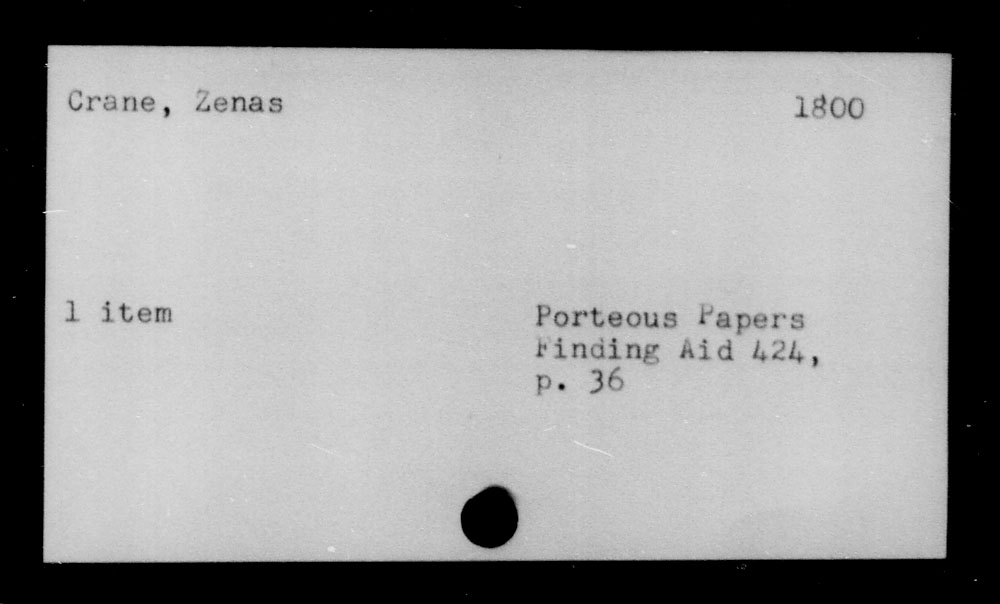 Crane, Zenas 1800
1 item
Porteous Papers
Finding Aid 424,
p. 36